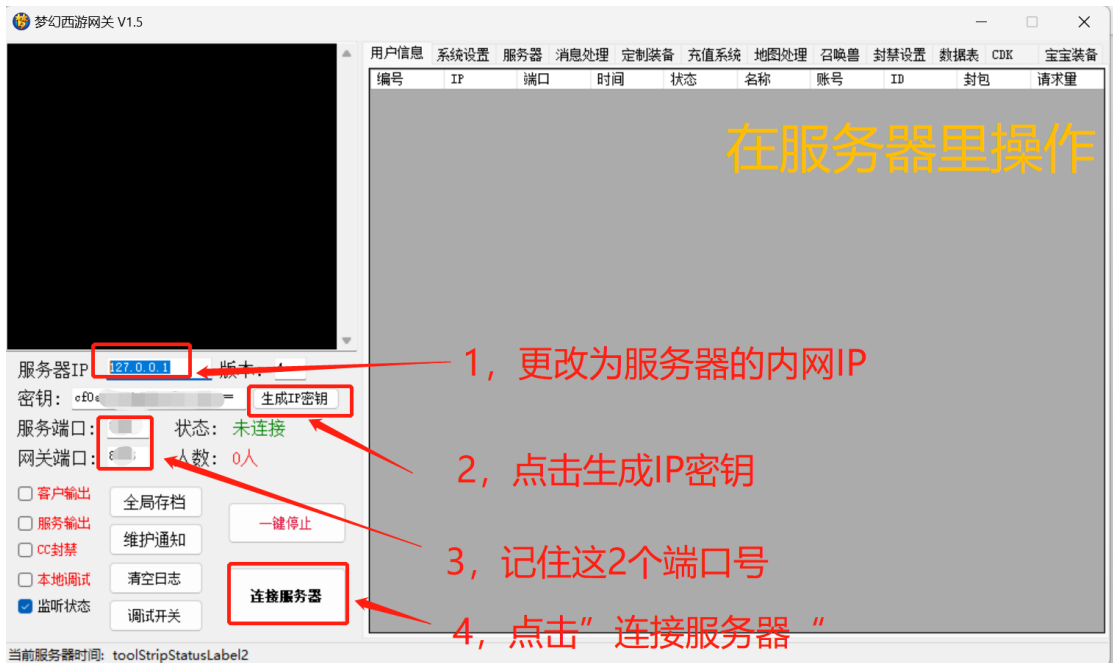 梦幻西游网关 V1.5
用户信息 系统设置 服务器 消息处理 定制装备 充值系统 地图处理 召唤兽 封禁设置 数据表 CDK 宝宝装备
编号 IP 端口 时间 状态 名称 账号 ID 封包 请求量
在服务器里操作
服务器IP 127.0.0.1 版本:
1，更改为服务器的内网IP
密钥: 生成IP密钥
服务端口: 状态: 未连接
网关端口: 人数: 0人
2，点击生成IP密钥
客户输出 全局存档
服务输出 一键停止
维护通知
CC封禁
3，记住这2个端口号
本地调试 清空日志
连接服务器
监听状态 调试开关
4，点击”连接服务器“
当前服务器时间: toolStripStatusLabel2